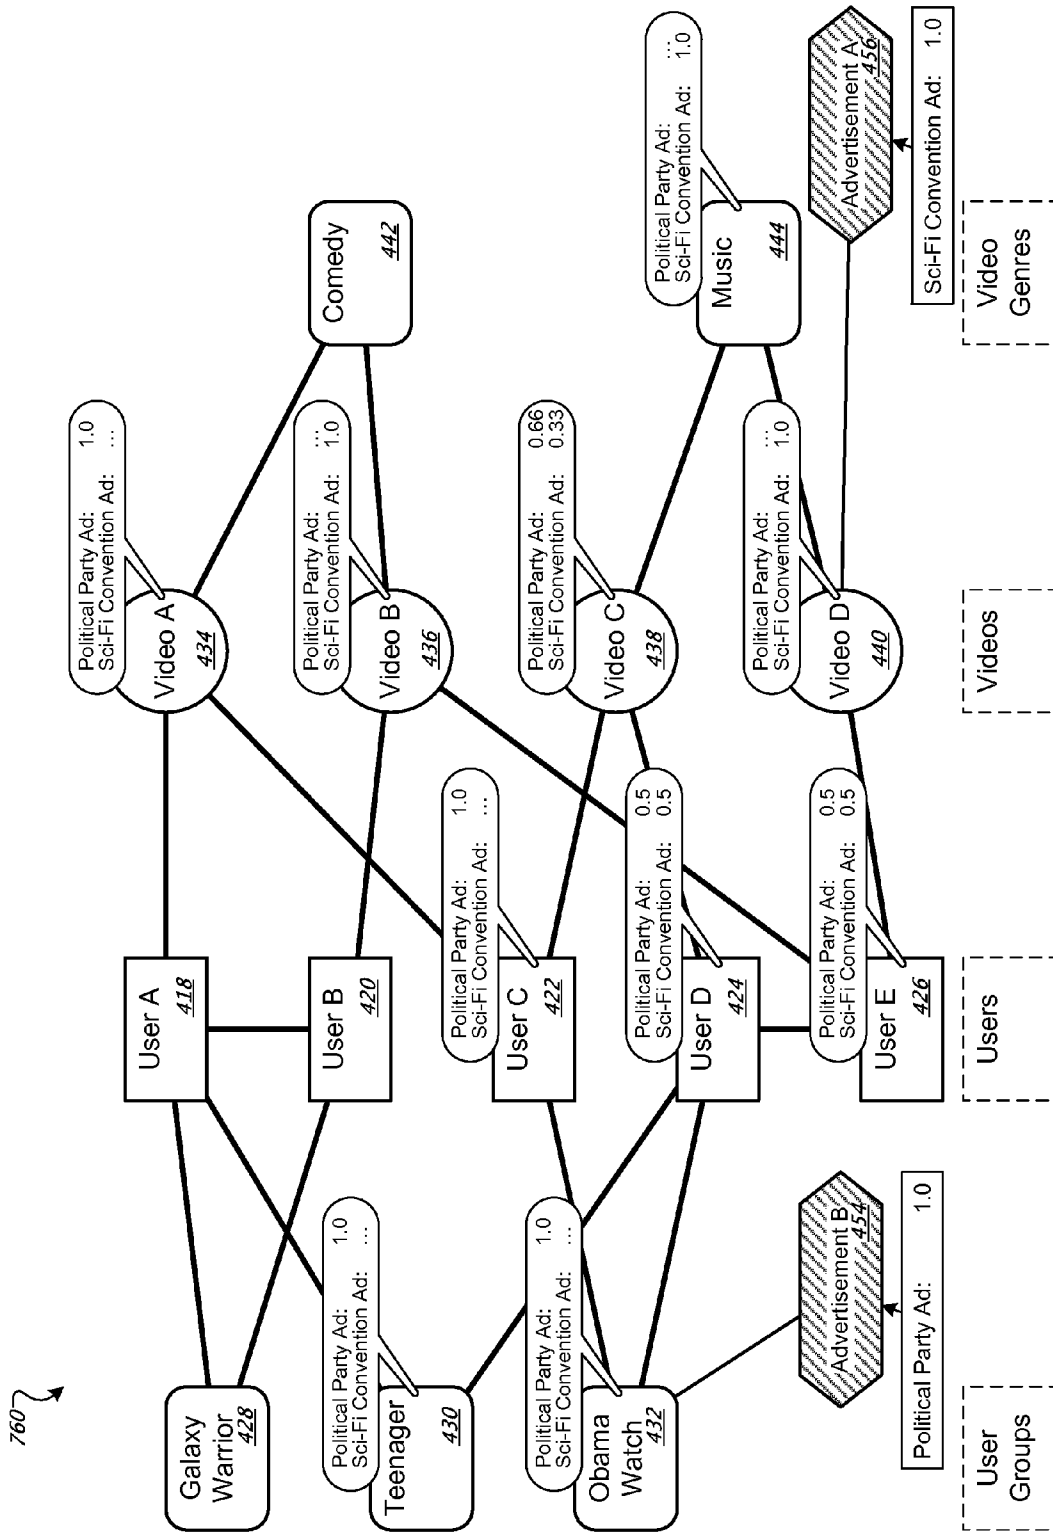 760
Galaxy
Warrior
428
Teenager
430
Obama
Watch
432
Political Party Ad: 1.0
Sci-Fi Convention Ad: ...
Political Party Ad: 1.0
Sci-Fi Convention Ad: ...
Advertisement B
454
Political Party Ad: 1.0
User
Groups
User A
418
User B
420
User C
422
User D
424
User E
426
Political Party Ad: 1.0
Sci-Fi Convention Ad: ...
Political Party Ad: 0.5
Sci-Fi Convention Ad: 0.5
Political Party Ad: 0.5
Sci-Fi Convention Ad: 0.5
Users
Political Party Ad: 1.0
Sci-Fi Convention Ad: ...
Video A
434
Political Party Ad: ...
Sci-Fi Convention Ad: 1.0
Video B
436
Political Party Ad: 0.66
Sci-Fi Convention Ad: 0.33
Video C
438
Political Party Ad: ...
Sci-Fi Convention Ad: 1.0
Video D
440
Videos
Comedy
442
Political Party Ad: ...
Sci-Fi Convention Ad: 1.0
Music
444
Advertisement A
456
Sci-Fi Convention Ad: 1.0
Video
Genres